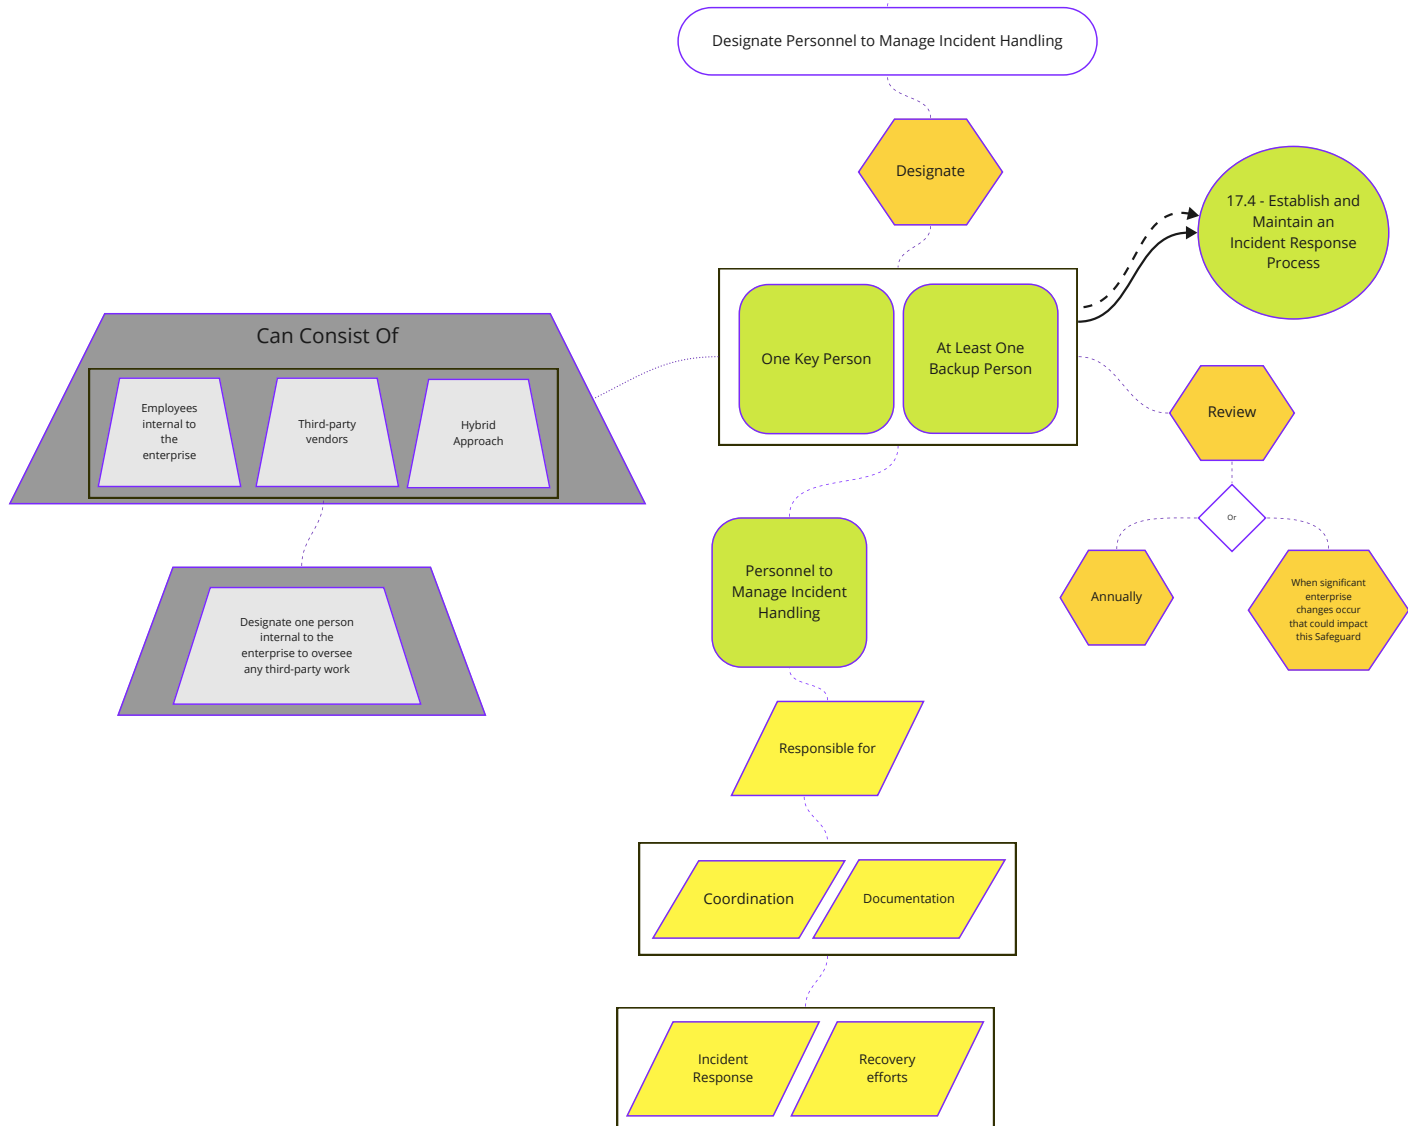 Designate Personnel to Manage Incident Handling
Designate
17.4 - Establish and
Maintain an
Incident Response
Process
One Key Person
At Least One
Backup Person
Can Consist Of
Employees
internal to
the
enterprise
Third-party
vendors
Hybrid
Approach
Review
Or
Annually
When significant
enterprise
changes occur
that could impact
this Safeguard
Designate one person
internal to the
enterprise to oversee
any third-party work
Personnel to
Manage Incident
Handling
Responsible for
Coordination
Documentation
Incident
Response
Recovery
efforts